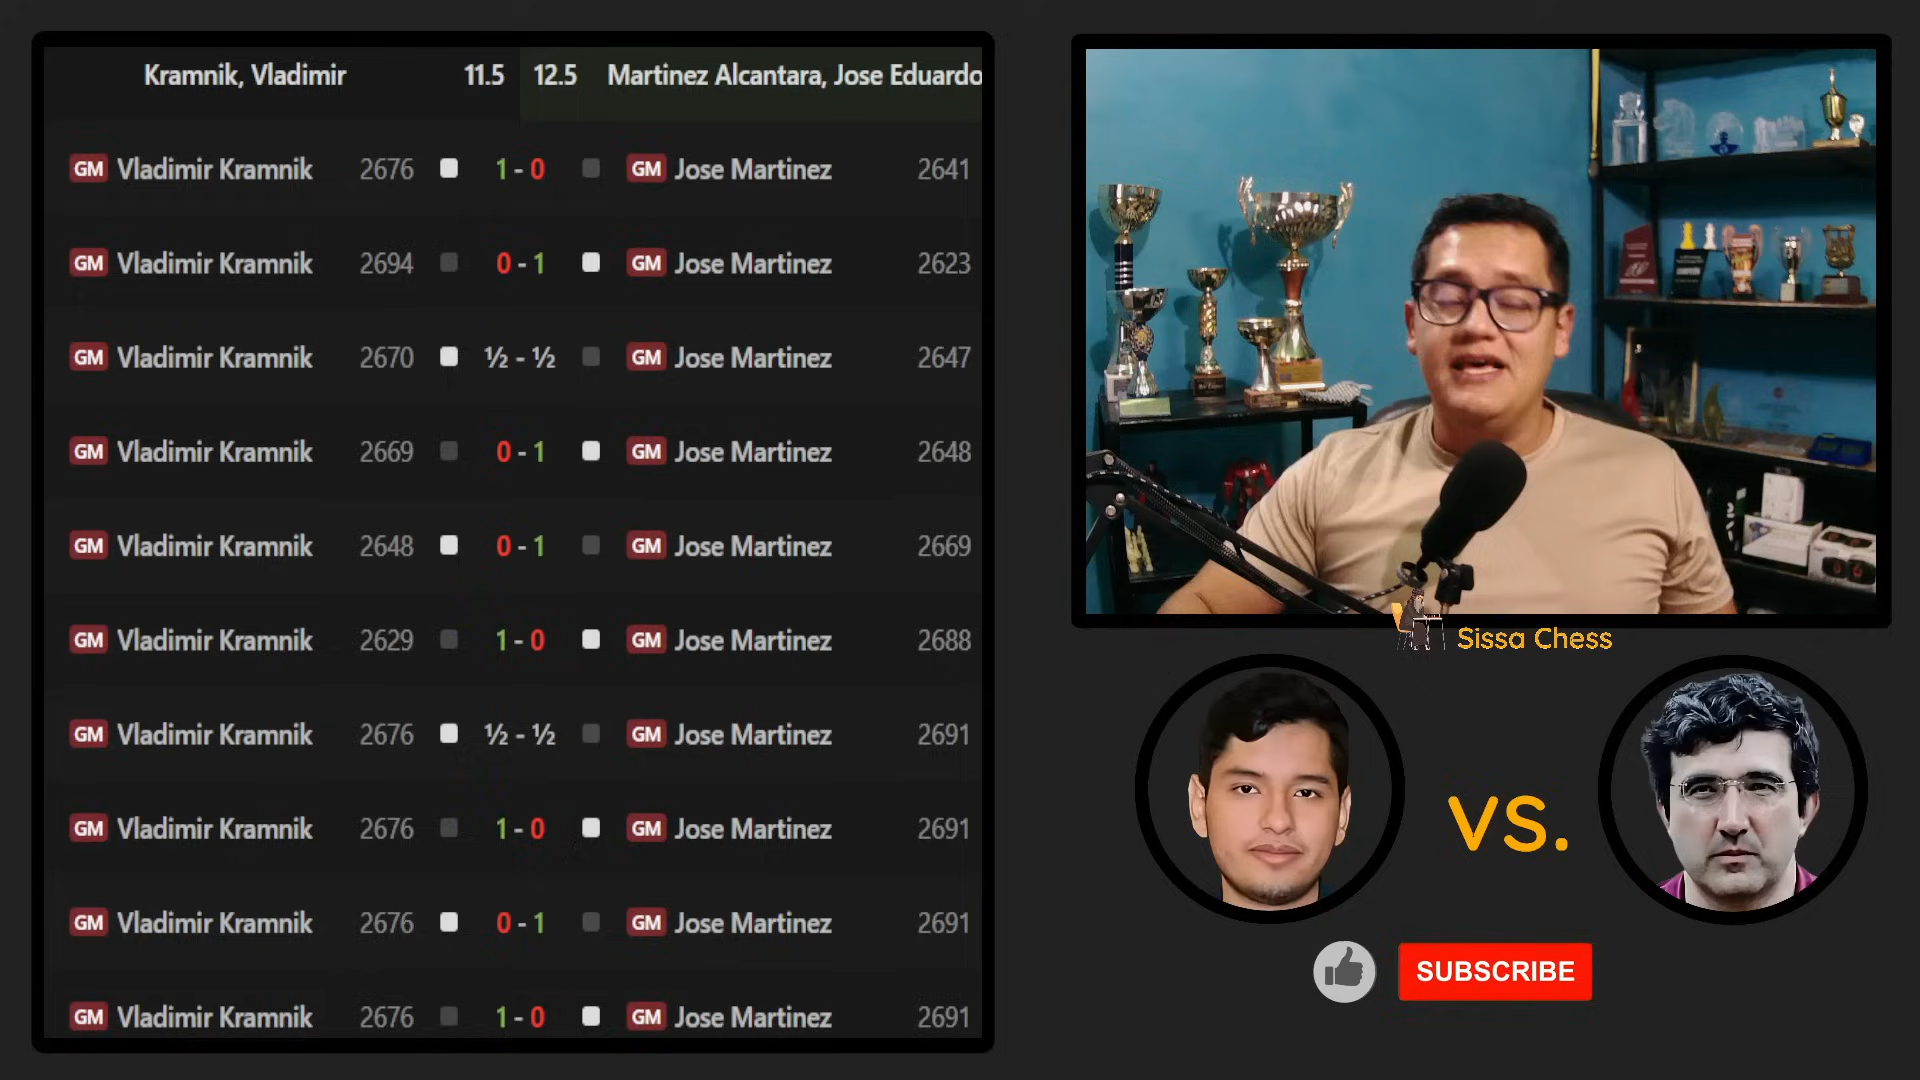 Kramnik, Vladimir 11.5 12.5 Martinez Alcantara, Jose Eduardo
GM Vladimir Kramnik 2676 1 - 0 GM Jose Martinez 2641
GM Vladimir Kramnik 2694 0 - 1 GM Jose Martinez 2623
GM Vladimir Kramnik 2670 ½ - ½ GM Jose Martinez 2647
GM Vladimir Kramnik 2669 0 - 1 GM Jose Martinez 2648
GM Vladimir Kramnik 2648 0 - 1 GM Jose Martinez 2669
GM Vladimir Kramnik 2629 1 - 0 GM Jose Martinez 2688
GM Vladimir Kramnik 2676 ½ - ½ GM Jose Martinez 2691
GM Vladimir Kramnik 2676 1 - 0 GM Jose Martinez 2691
GM Vladimir Kramnik 2676 0 - 1 GM Jose Martinez 2691
GM Vladimir Kramnik 2676 1 - 0 GM Jose Martinez 2691
Sissa Chess
vs.
SUBSCRIBE